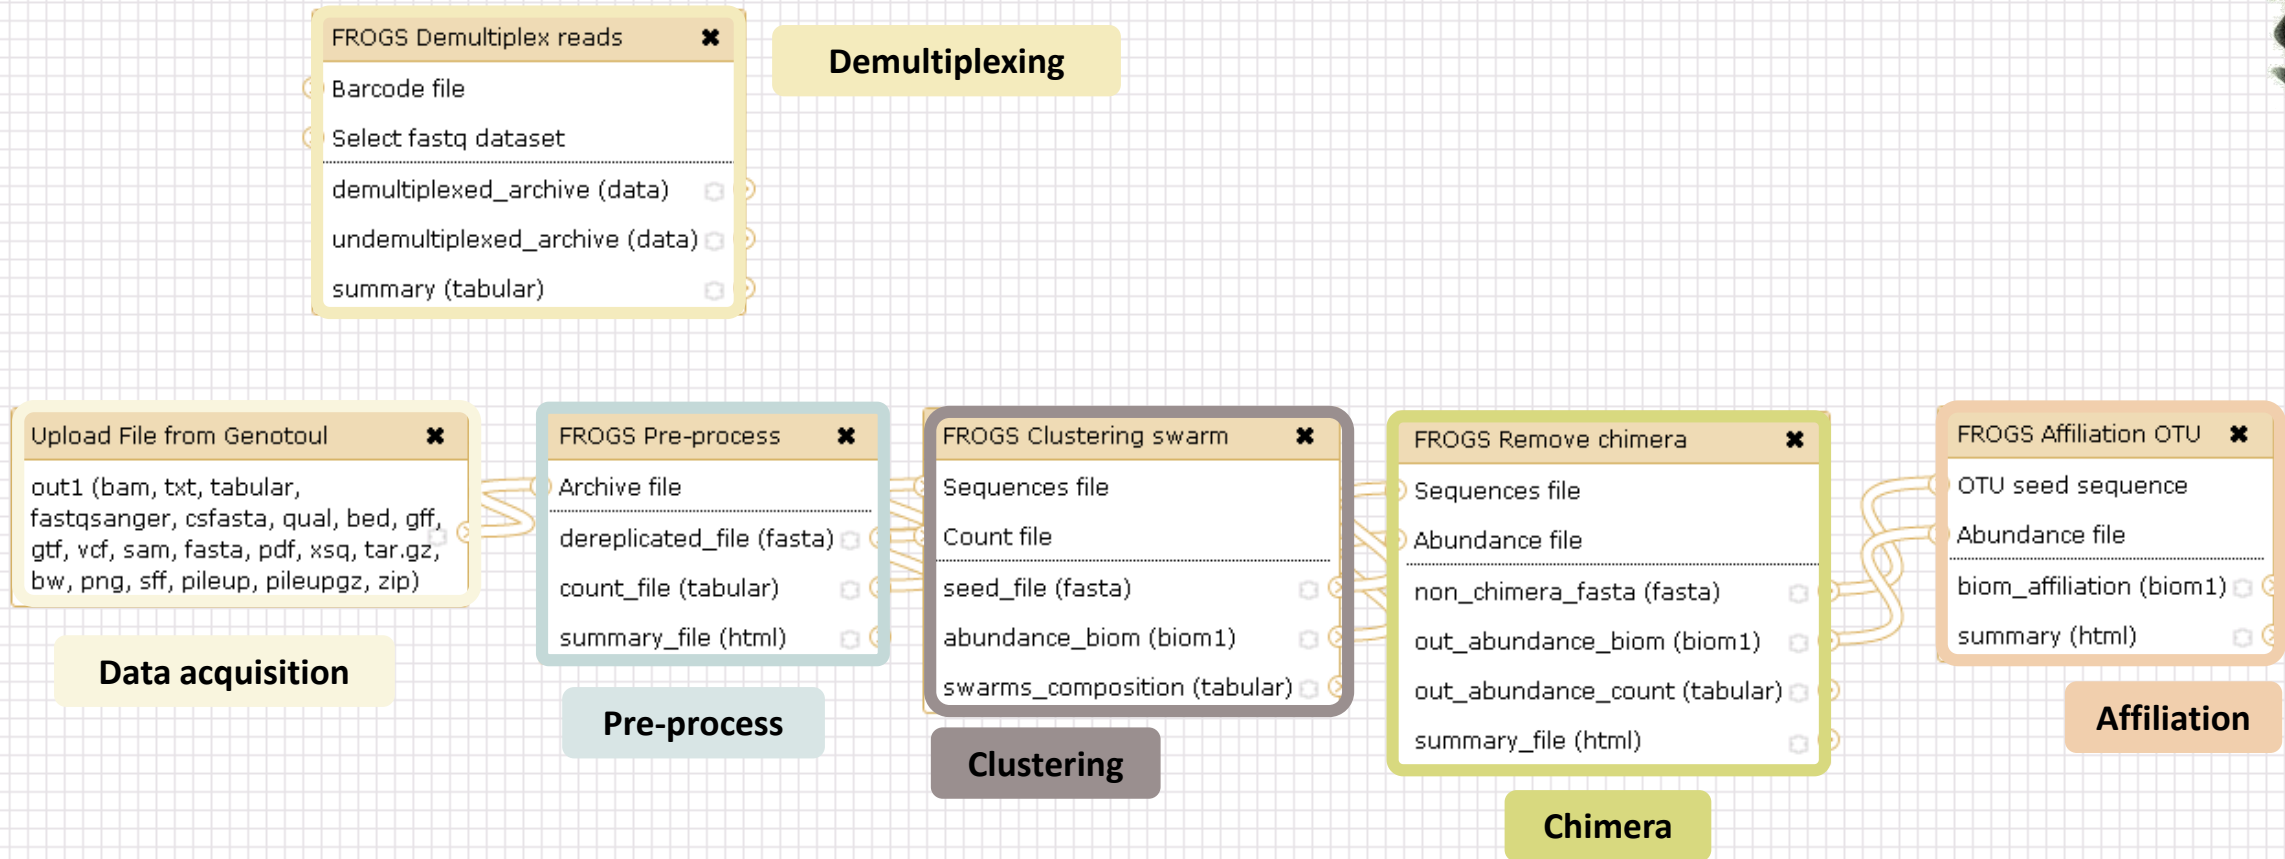 FROGS Demultiplex reads
Barcode file
Select fastq dataset
demultiplexed_archive (data)
undemultiplexed_archive (data)
summary (tabular)
Demultiplexing
Upload File from Genotoul
out1 (bam, txt, tabular,
fastqsanger, csfasta, qual, bed, gff,
gtf, vcf, sam, fasta, pdf, xsq, tar.gz,
bw, png, sff, pileup, pileupgz, zip)
Data acquisition
FROGS Pre-process
Archive file
dereplicated_file (fasta)
count_file (tabular)
summary_file (html)
Pre-process
FROGS Clustering swarm
Sequences file
Count file
seed_file (fasta)
abundance_biom (biom1)
swarms_composition (tabular)
Clustering
FROGS Remove chimera
Sequences file
Abundance file
non_chimera_fasta (fasta)
out_abundance_biom (biom1)
out_abundance_count (tabular)
summary_file (html)
Chimera
FROGS Affiliation OTU
OTU seed sequence
Abundance file
biom_affiliation (biom1)
summary (html)
Affiliation